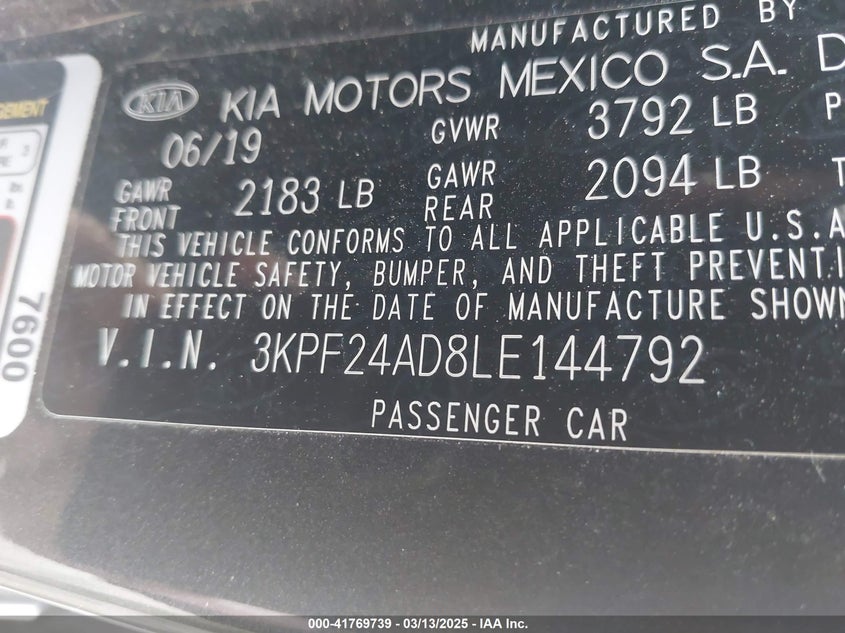 MANUFACTURED BY
KIA KIA MOTORS MEXICO S.A. D
06/19 GVWR 3792 LB P
GAWR FRONT 2183 LB GAWR REAR 2094 LB T
THIS VEHICLE CONFORMS TO ALL APPLICABLE U.S.A
MOTOR VEHICLE SAFETY, BUMPER, AND THEFT PREVENTI
IN EFFECT ON THE DATE OF MANUFACTURE SHOWN
V.I.N. 3KPF24AD8LE144792
PASSENGER CAR
7600
000-41769739 - 03/13/2025 - IAA Inc.